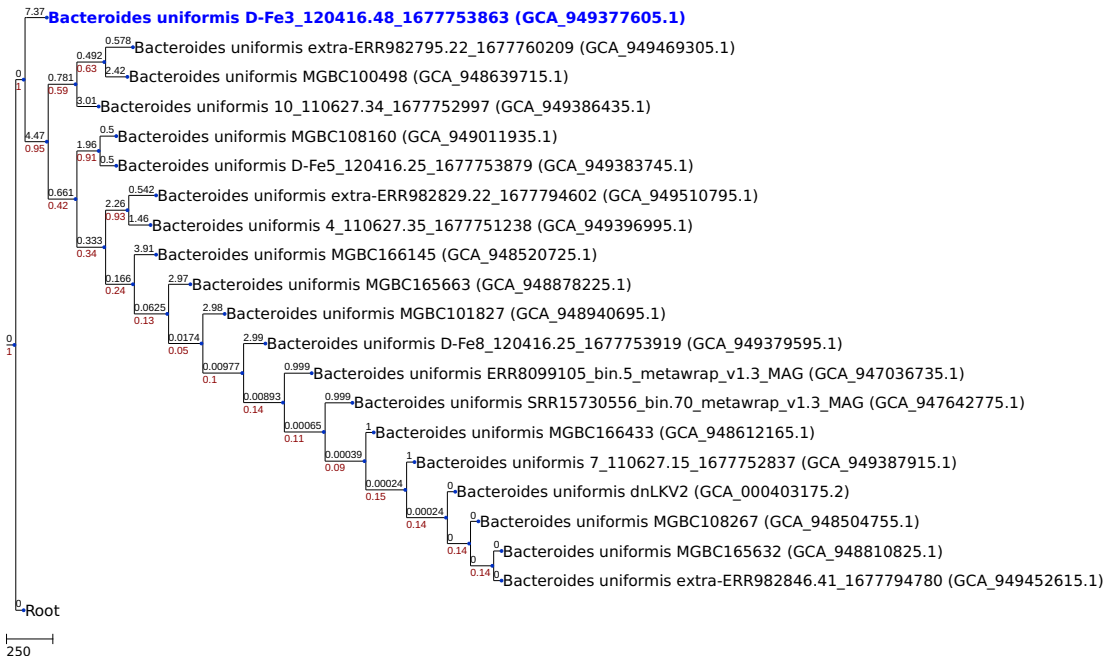 7.37 Bacteroides uniformis D-Fe3_120416.48_1677753863 (GCA_949377605.1)
0.578 Bacteroides uniformis extra-ERR982795.22_1677760209 (GCA_949469305.1)
0.492
0.63
0 0.781 2.42 Bacteroides uniformis MGBC100498 (GCA_948639715.1)
1 0.59
3.01 Bacteroides uniformis 10_110627.34_1677752997 (GCA_949386435.1)
4.47 0.5 Bacteroides uniformis MGBC108160 (GCA_949011935.1)
0.95 1.96
0.91 0.5 Bacteroides uniformis D-Fe5_120416.25_1677753879 (GCA_949383745.1)
0.661 0.542 Bacteroides uniformis extra-ERR982829.22_1677794602 (GCA_949510795.1)
0.42 2.26
0.93 1.46 Bacteroides uniformis 4_110627.35_1677751238 (GCA_949396995.1)
0.333
0.34 3.91 Bacteroides uniformis MGBC166145 (GCA_948520725.1)
0.166 2.97 Bacteroides uniformis MGBC165663 (GCA_948878225.1)
0.24
0.0625 2.98 Bacteroides uniformis MGBC101827 (GCA_948940695.1)
0.13
0 0.0174 2.99 Bacteroides uniformis D-Fe8_120416.25_1677753919 (GCA_949379595.1)
1 0.05
0.00977 0.999 Bacteroides uniformis ERR8099105_bin.5_metawrap_v1.3_MAG (GCA_947036735.1)
0.1
0.00893 0.999 Bacteroides uniformis SRR15730556_bin.70_metawrap_v1.3_MAG (GCA_947642775.1)
0.14
0.00065 1 Bacteroides uniformis MGBC166433 (GCA_948612165.1)
0.11
0.00039 1 Bacteroides uniformis 7_110627.15_1677752837 (GCA_949387915.1)
0.09
0.00024 0 Bacteroides uniformis dnLKV2 (GCA_000403175.2)
0.15
0.00024 0 Bacteroides uniformis MGBC108267 (GCA_948504755.1)
0.14
0 0 Bacteroides uniformis MGBC165632 (GCA_948810825.1)
0.14
0
0.14 0 Bacteroides uniformis extra-ERR982846.41_1677794780 (GCA_949452615.1)
0 Root
250